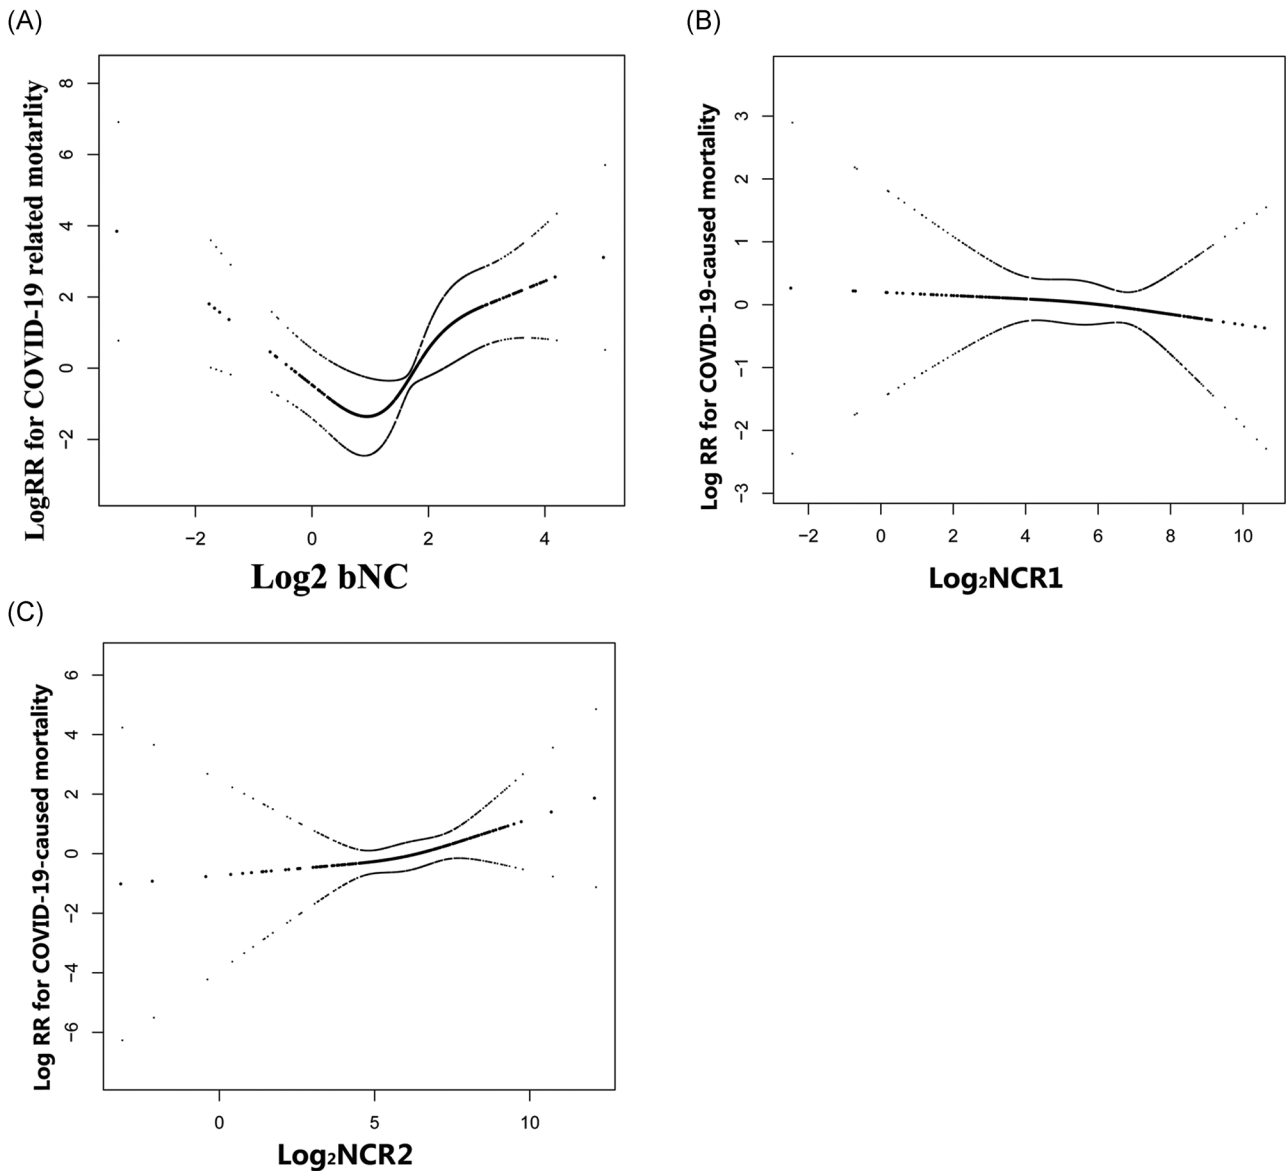 (A)
LogRR for COVID-19 related motarlity
8
6
4
2
0
−2
−2 0 2 4
Log2 bNC
(B)
Log RR for COVID-19-caused mortality
3
2
1
0
−1
−2
−3
−2 0 2 4 6 8 10
Log₂NCR1
(C)
Log RR for COVID-19-caused mortality
6
4
2
0
−2
−4
−6
0 5 10
Log₂NCR2